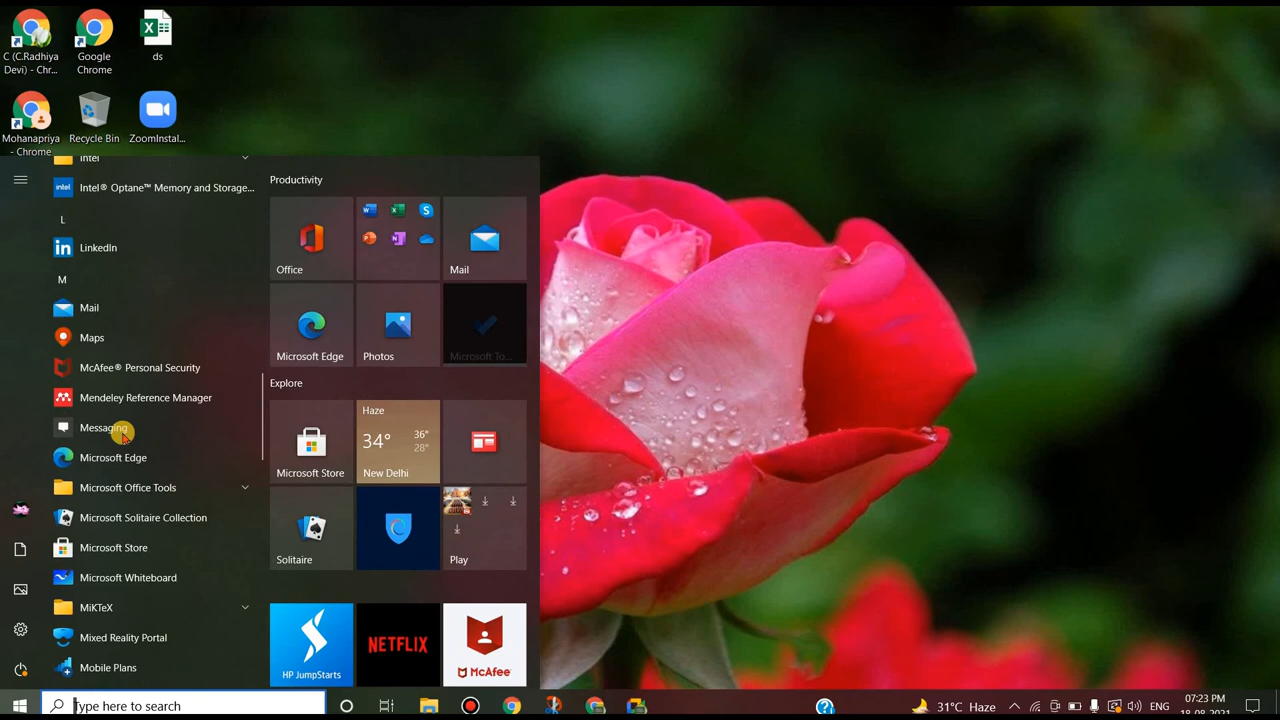 C (C.Radhiya
Devi) - Chr...
Google
Chrome
ds
Mohanapriya
- Chrome
Recycle Bin
ZoomInstal...
Intel
intel
Intel® Optane™ Memory and Storage...
L
LinkedIn
M
Mail
Maps
McAfee® Personal Security
Mendeley Reference Manager
Messaging
Microsoft Edge
Microsoft Office Tools
Microsoft Solitaire Collection
Microsoft Store
Microsoft Whiteboard
MiKTeX
Mixed Reality Portal
Mobile Plans
Productivity
Office
Mail
Microsoft Edge
Photos
Microsoft To...
Explore
Microsoft Store
Haze
34°
36°
28°
New Delhi
Solitaire
Play
HP JumpStarts
NETFLIX
McAfee
Type here to search
31°C Haze
ENG
07:23 PM
18-08-2021